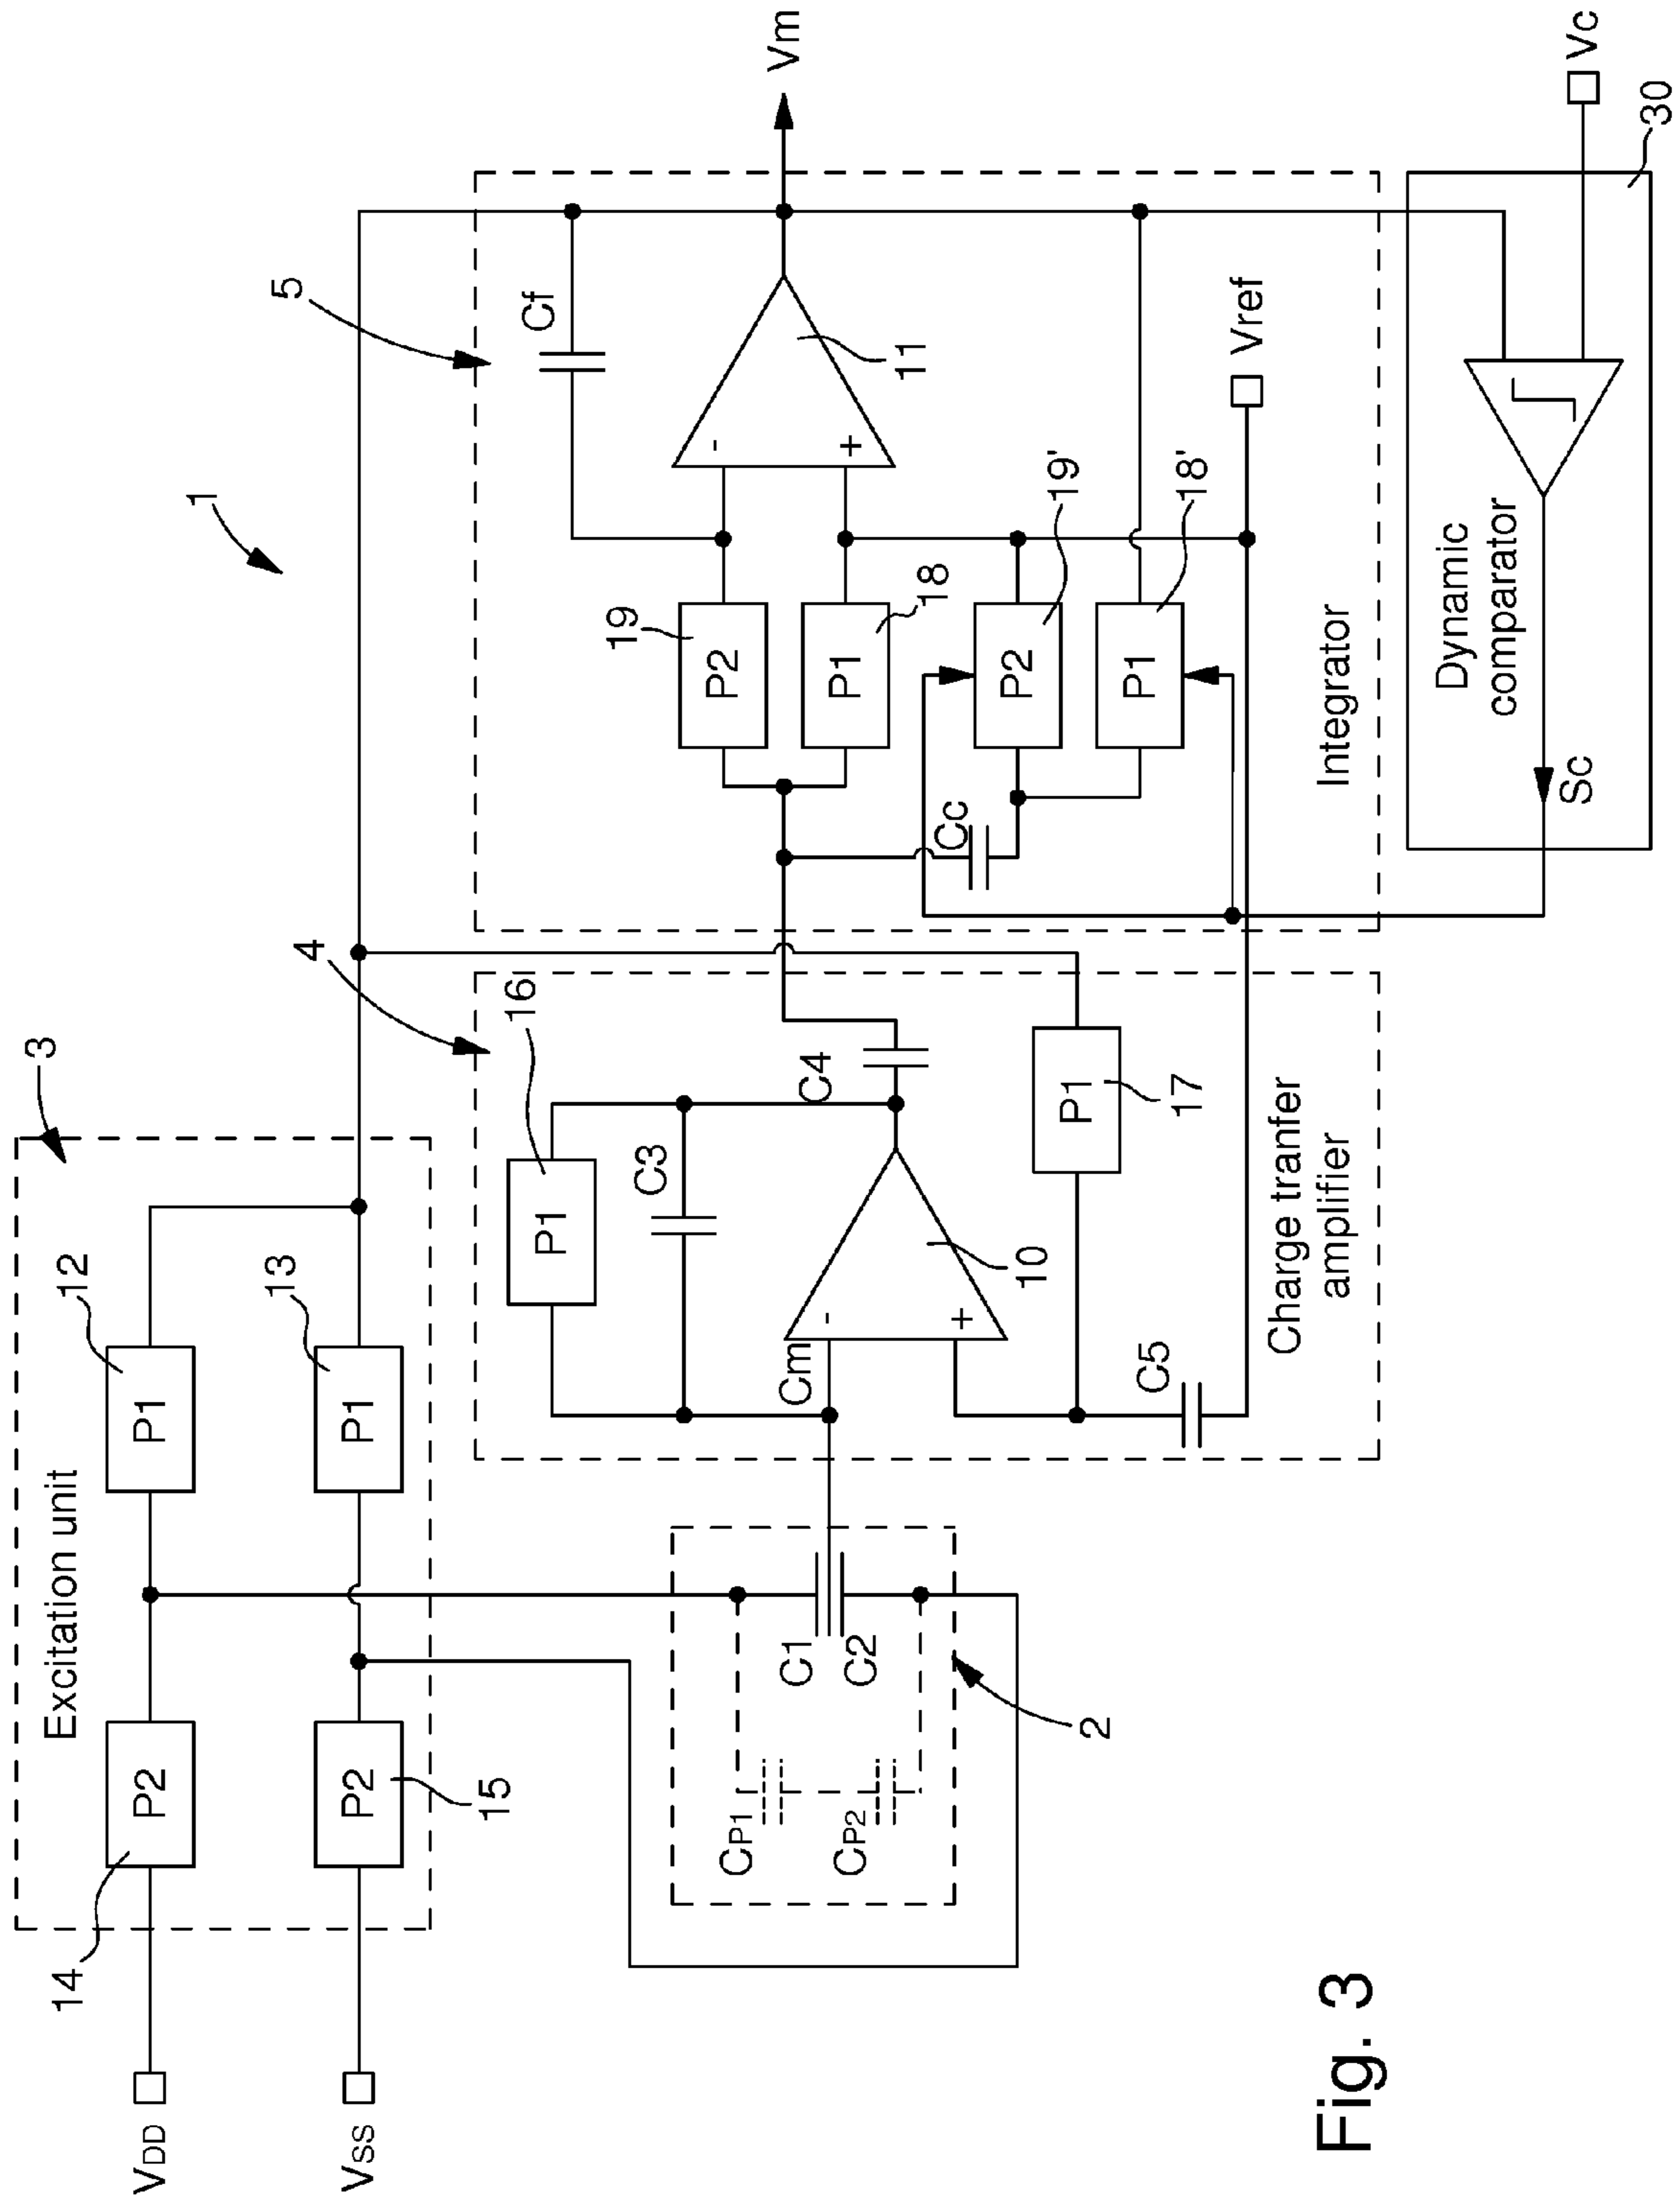 1
3
Excitation unit
14
P2
12
P1
VDD
VSS
P2
15
P1
13
4
16
P1
C3
C4
Cm
-
+
10
P1
17
C5
Charge tranfer
amplifier
CP1
CP2
C1
C2
2
5
Cf
19
P2
P1
18
-
+
11
Vm
Cc
P2
19'
P1
18'
Vref
Integrator
Dynamic
comparator
Sc
Vc
30
Fig. 3